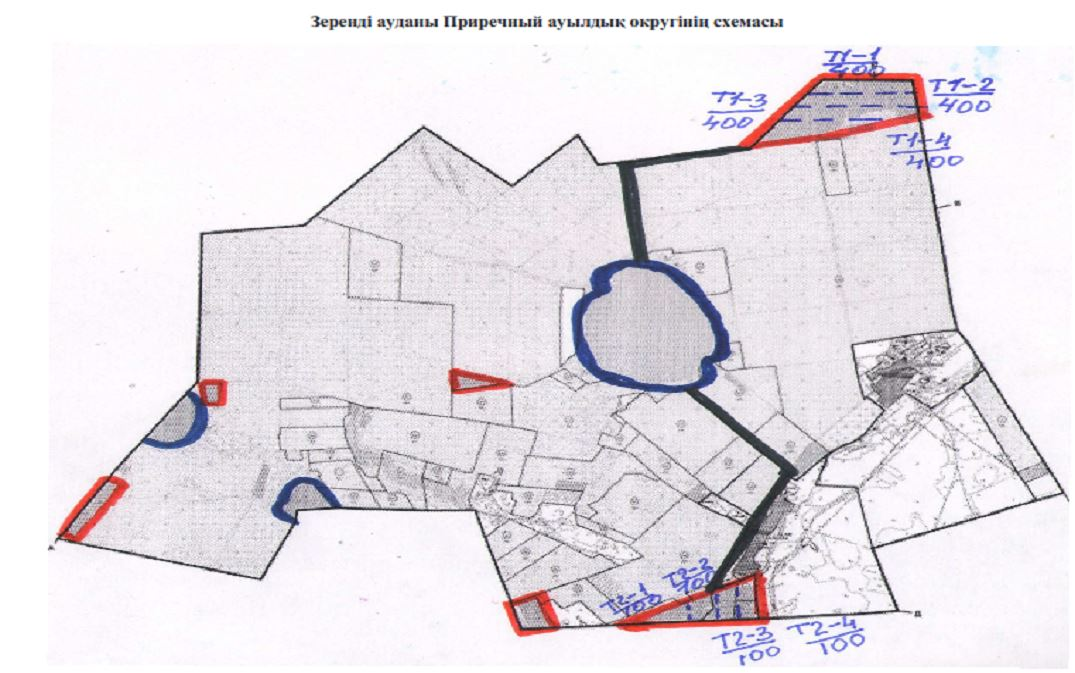 Зеренді ауданы Приречный ауылдық округінің схемасы
Т1-1
400
Т1-2
400
Т1-3
400
Т1-4
400
Т2-1
100
Т2-2
100
Т2-3
100
Т2-4
100